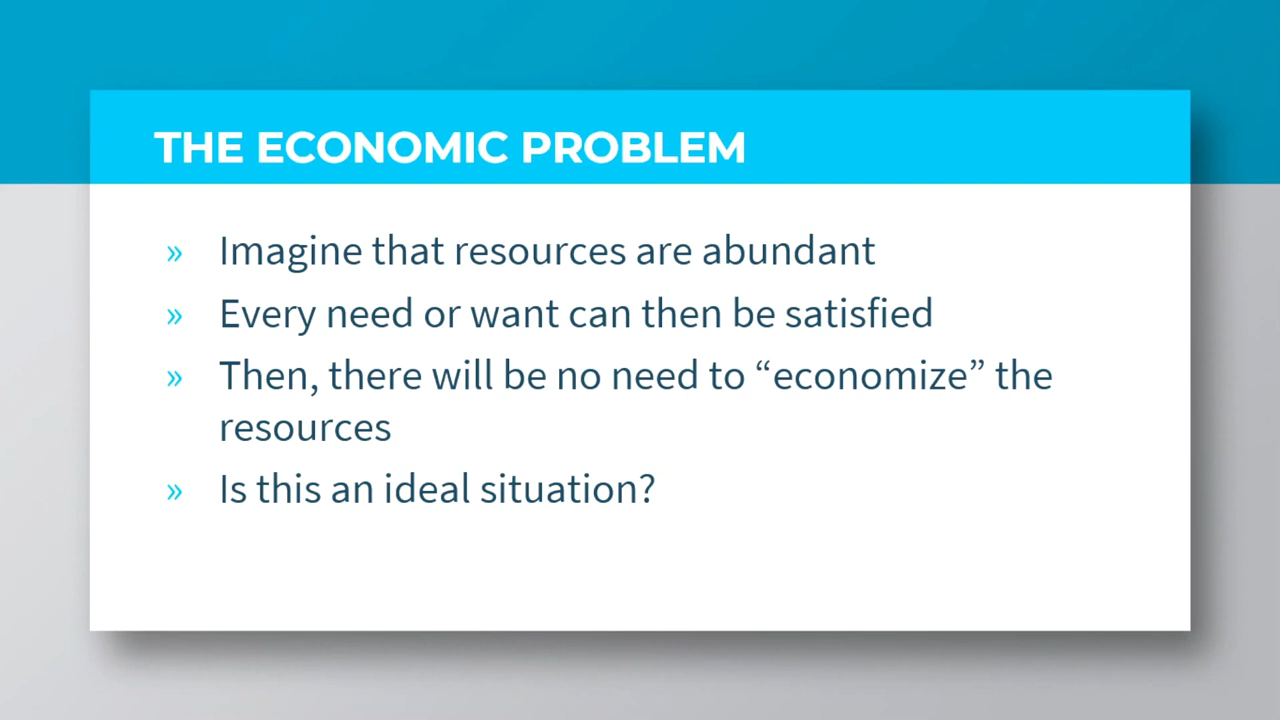 THE ECONOMIC PROBLEM
» Imagine that resources are abundant
» Every need or want can then be satisfied
» Then, there will be no need to “economize” the
resources
» Is this an ideal situation?